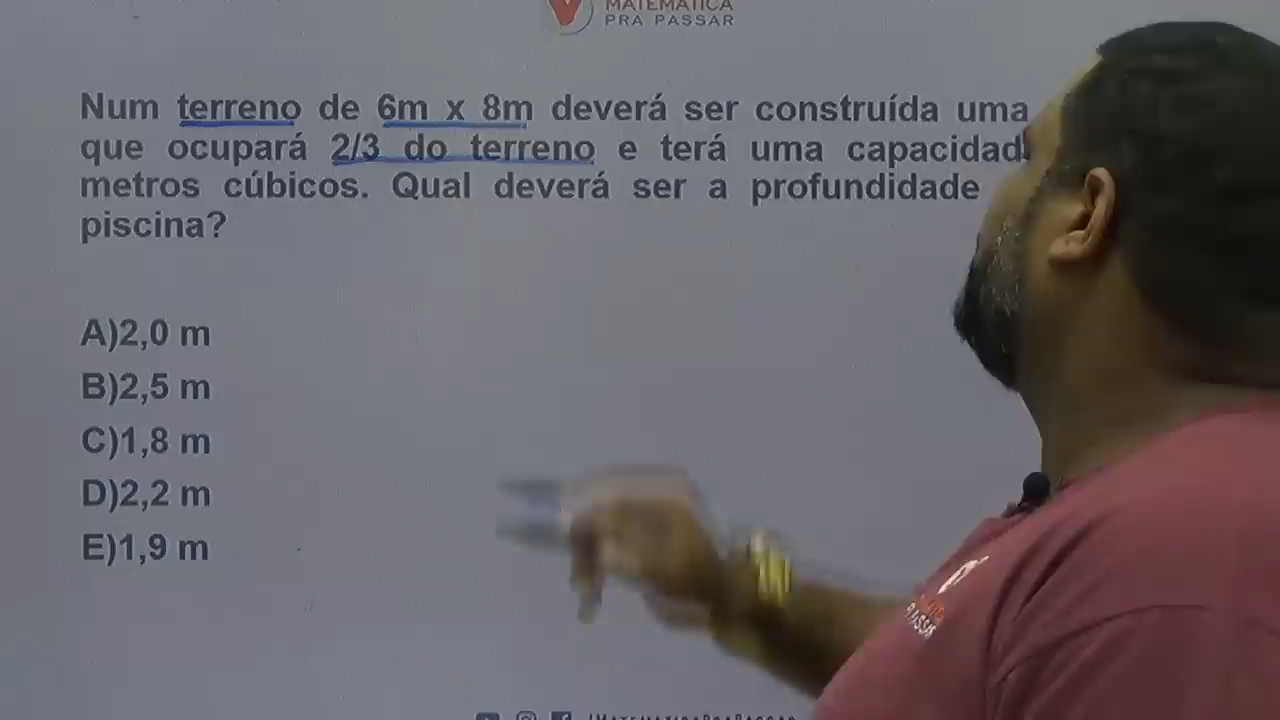 MATEMÁTICA
PRA PASSAR
Num terreno de 6m x 8m deverá ser construída uma
que ocupará 2/3 do terreno e terá uma capacidad
metros cúbicos. Qual deverá ser a profundidade
piscina?
A)2,0 m
B)2,5 m
C)1,8 m
D)2,2 m
E)1,9 m
/MATEMATICAPRAPASSAR